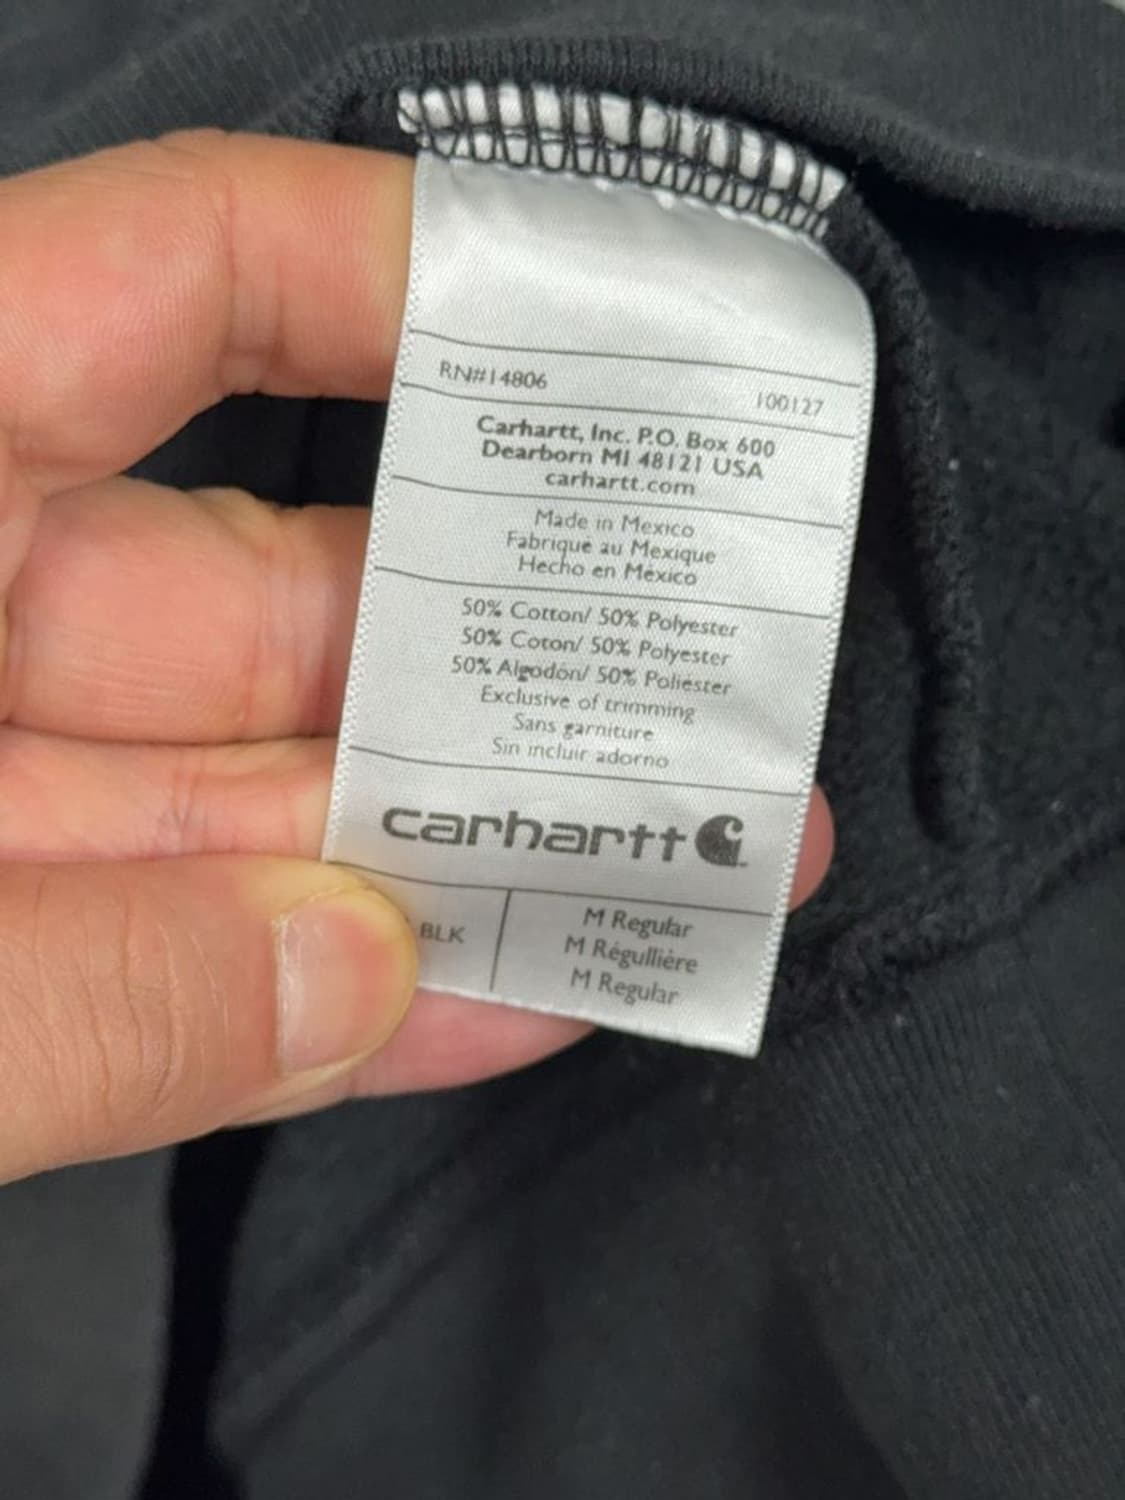 RN#14806
100127
Carhartt, Inc. P.O. Box 600
Dearborn MI 48121 USA
carhartt.com
Made in Mexico
Fabriqué au Mexique
Hecho en México
50% Cotton/ 50% Polyester
50% Coton/ 50% Polyester
50% Algodón/ 50% Poliester
Exclusive of trimming
Sans garniture
Sin incluir adorno
carhartt
BLK
M Regular
M Régullière
M Regular